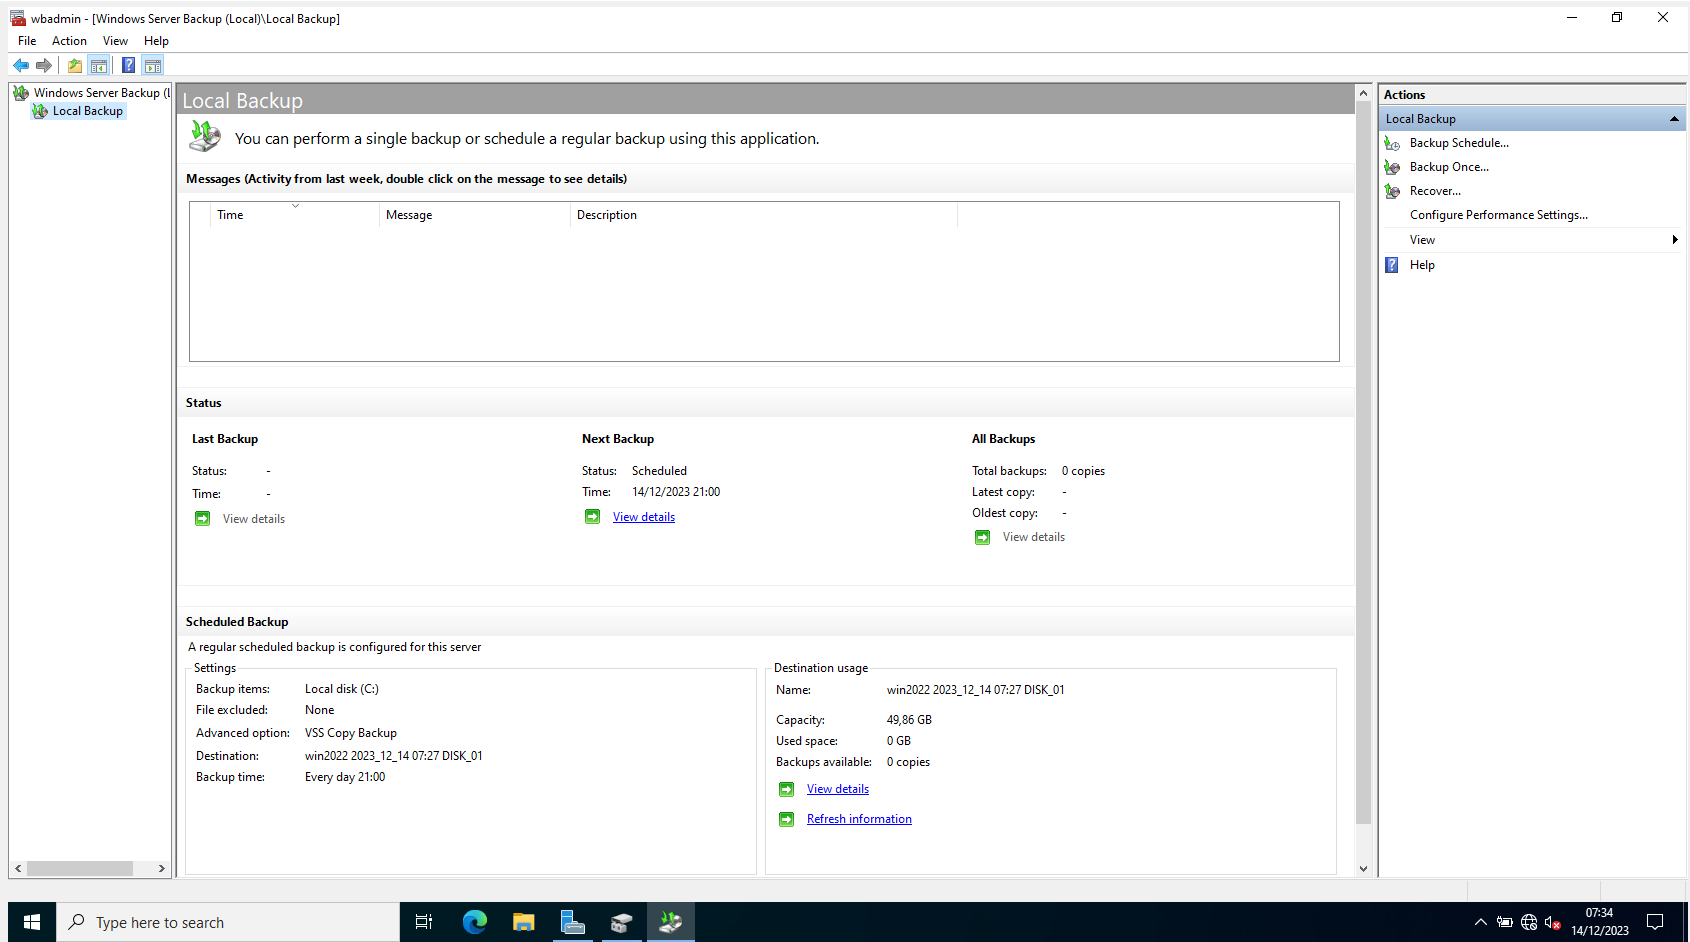 wbadmin - [Windows Server Backup (Local)\Local Backup]
File Action View Help
Windows Server Backup (L
Local Backup
Local Backup
You can perform a single backup or schedule a regular backup using this application.
Messages (Activity from last week, double click on the message to see details)
Time Message Description
Status
Last Backup
Status: -
Time: -
View details
Next Backup
Status: Scheduled
Time: 14/12/2023 21:00
View details
All Backups
Total backups: 0 copies
Latest copy: -
Oldest copy: -
View details
Scheduled Backup
A regular scheduled backup is configured for this server
Settings
Backup items: Local disk (C:)
File excluded: None
Advanced option: VSS Copy Backup
Destination: win2022 2023_12_14 07:27 DISK_01
Backup time: Every day 21:00
Destination usage
Name: win2022 2023_12_14 07:27 DISK_01
Capacity: 49,86 GB
Used space: 0 GB
Backups available: 0 copies
View details
Refresh information
Actions
Local Backup
Backup Schedule...
Backup Once...
Recover...
Configure Performance Settings...
View
Help
Type here to search
07:34
14/12/2023